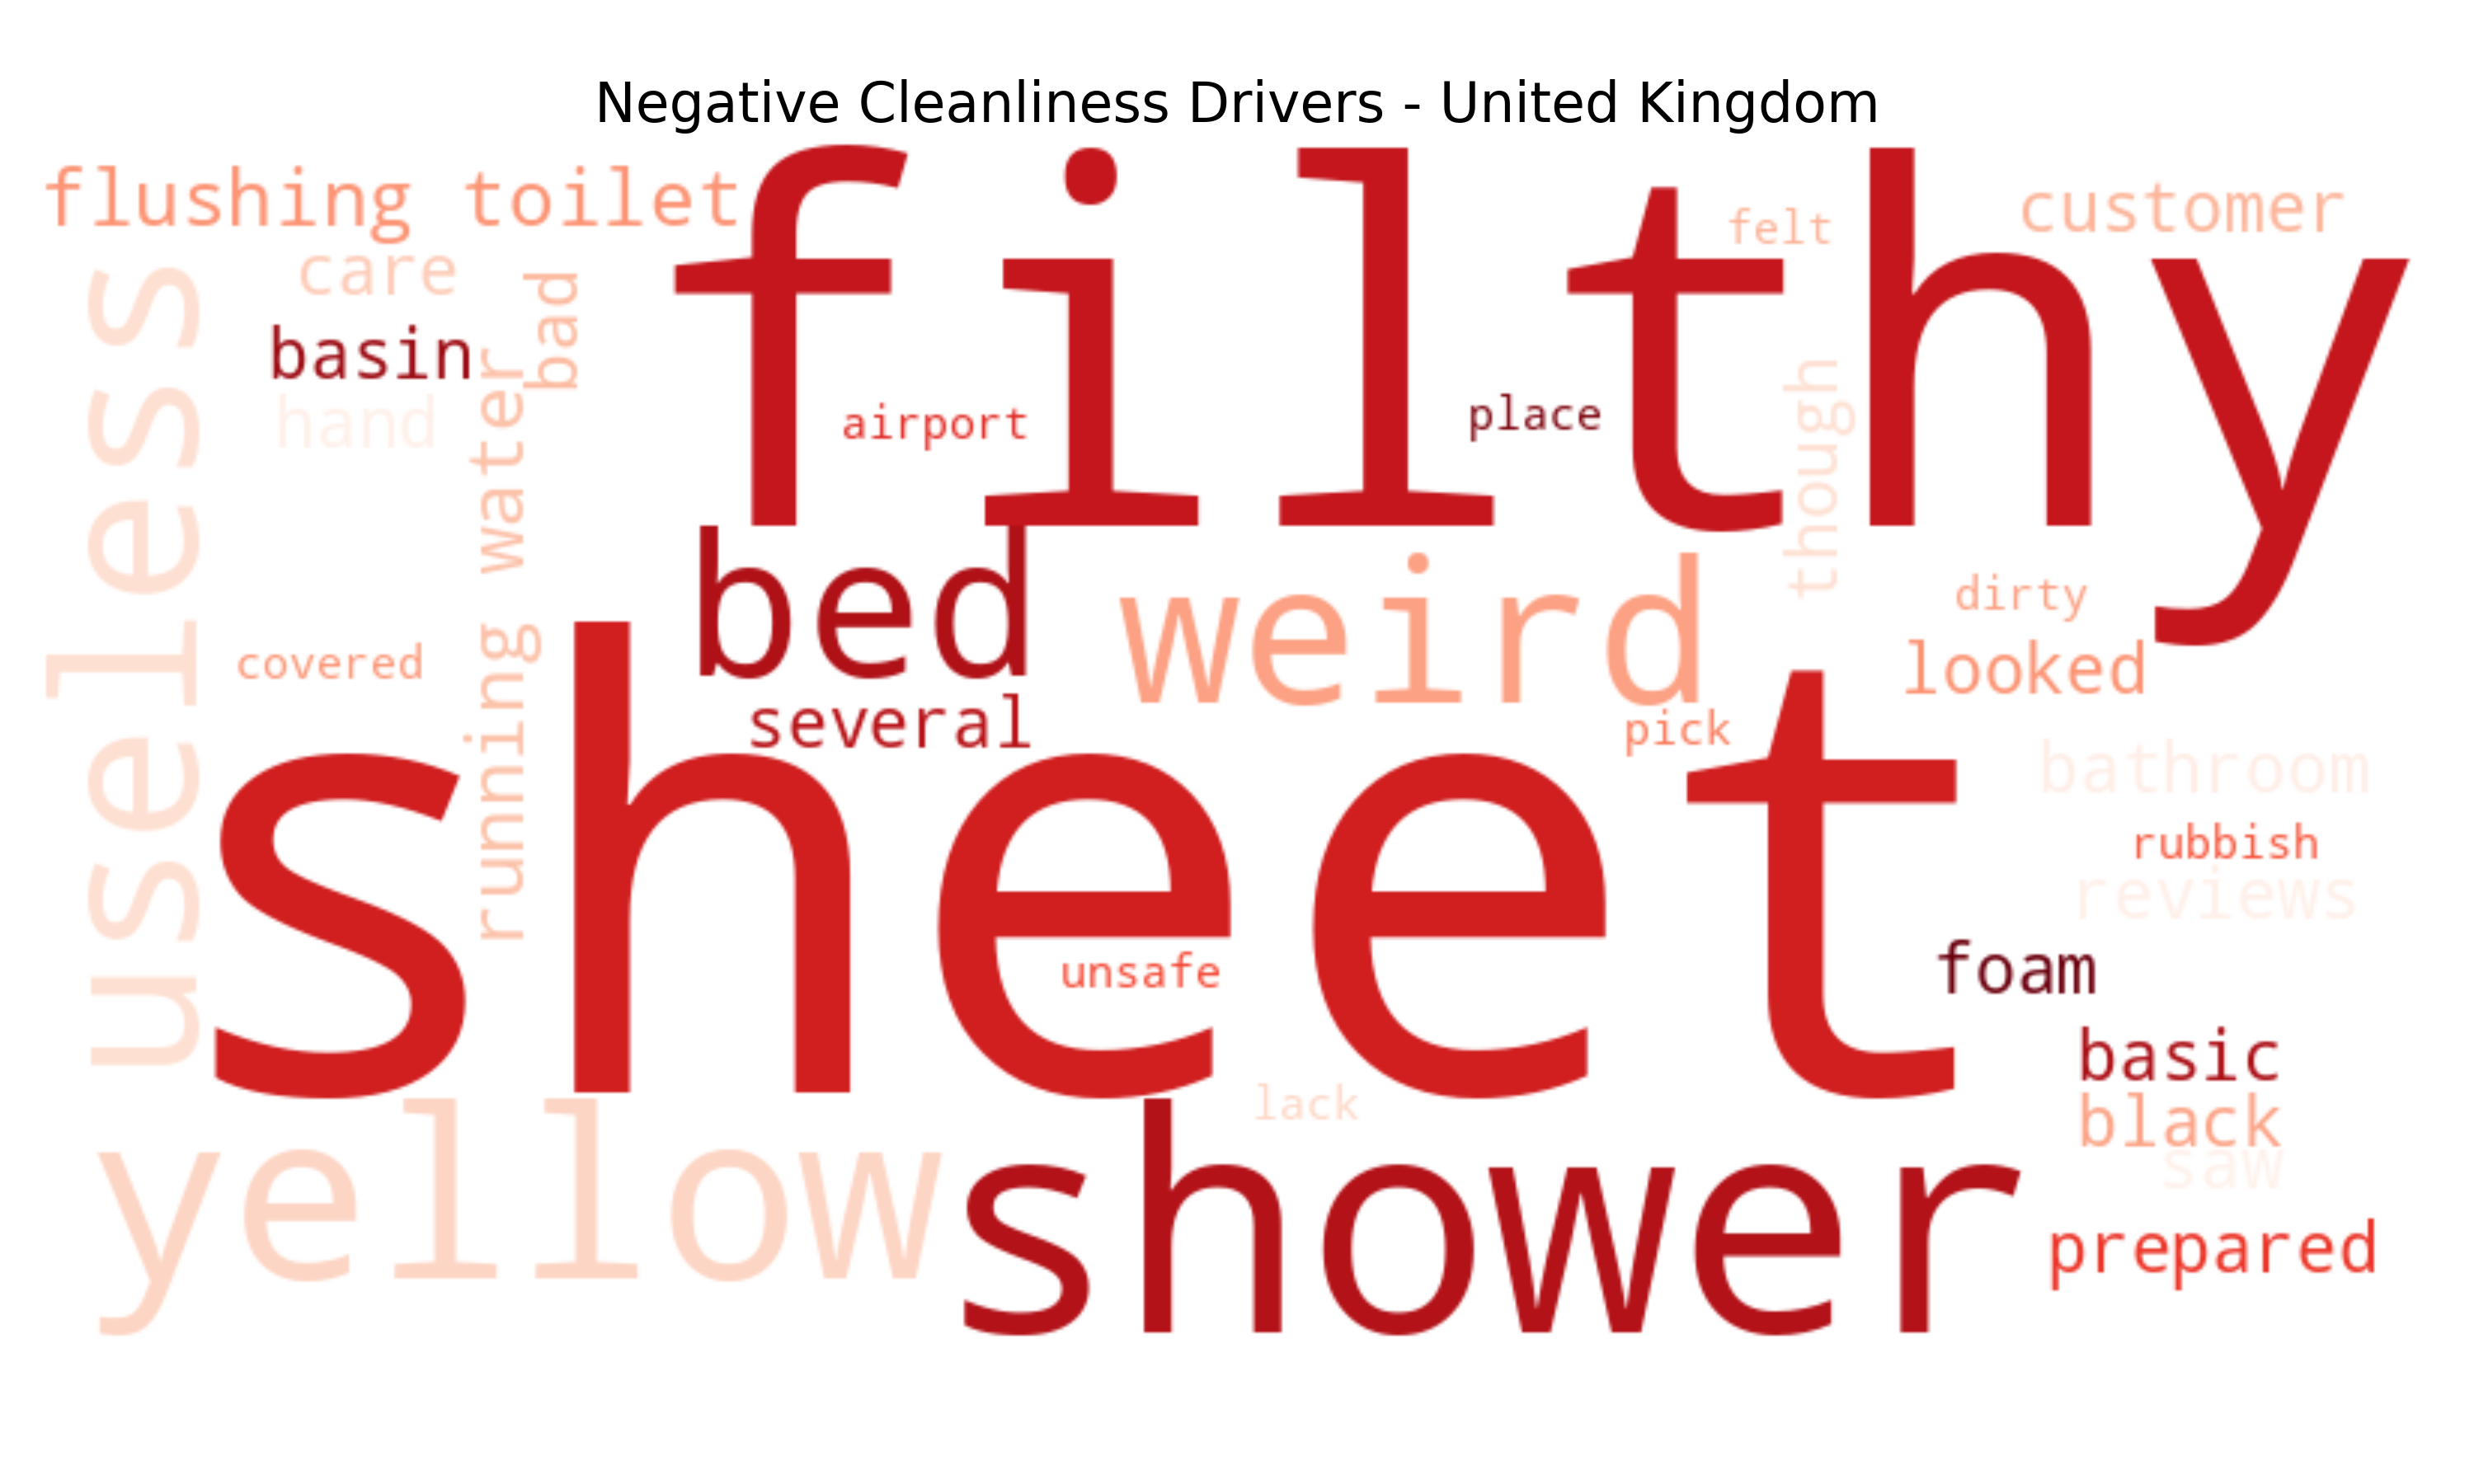 Negative Cleanliness Drivers - United Kingdom
flushing toilet
filthy
felt
customer
care
bad
basin
hand
airport
place
though
useless
running water
bed
weird
dirty
covered
looked
several
pick
sheet
bathroom
rubbish
reviews
unsafe
foam
basic
lack
black
saw
yellow
shower
prepared